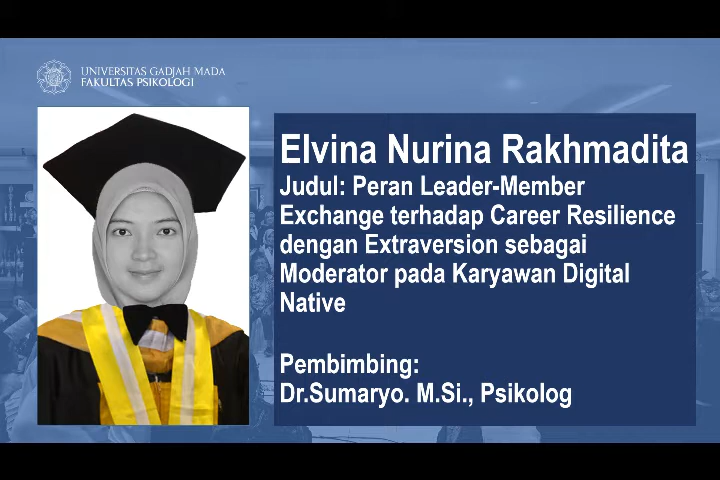 UNIVERSITAS GADJAH MADA
FAKULTAS PSIKOLOGI
Elvina Nurina Rakhmadita
Judul: Peran Leader-Member
Exchange terhadap Career Resilience
dengan Extraversion sebagai
Moderator pada Karyawan Digital
Native
Pembimbing:
Dr.Sumaryo. M.Si., Psikolog